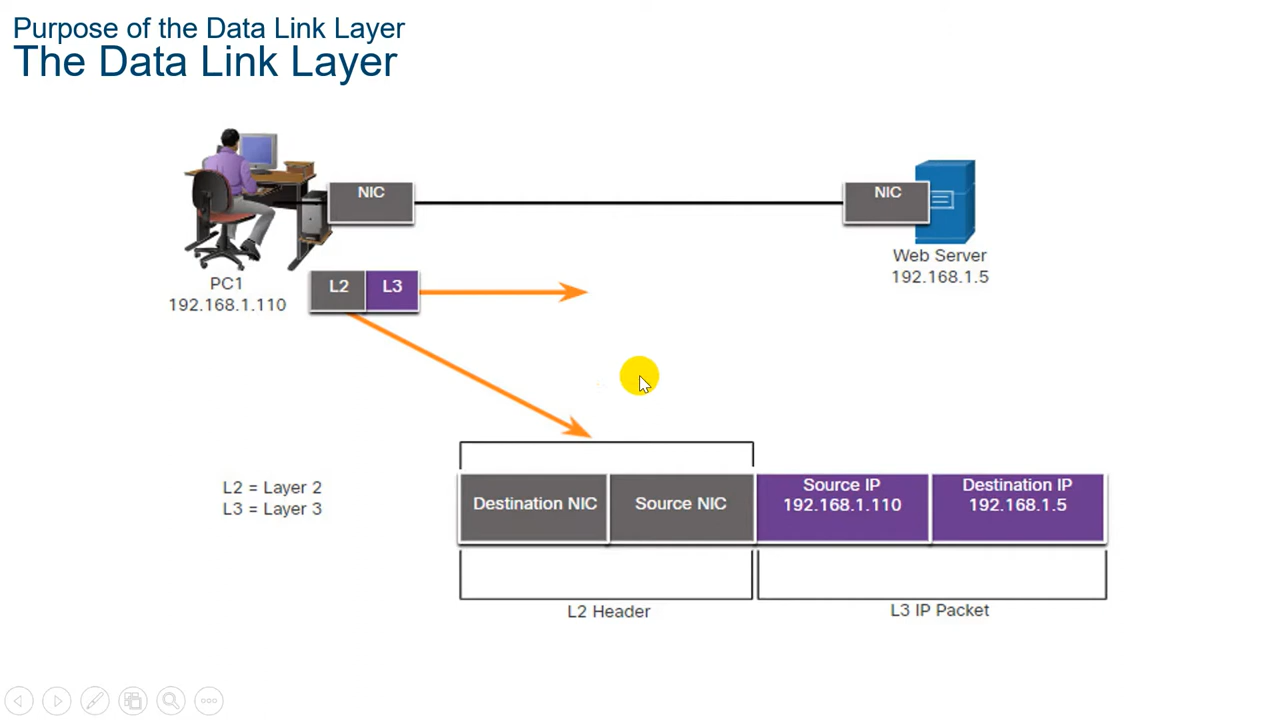 Purpose of the Data Link Layer
The Data Link Layer
NIC
NIC
PC1
192.168.1.110
Web Server
192.168.1.5
L2
L3
L2 = Layer 2
L3 = Layer 3
Destination NIC
Source NIC
Source IP
192.168.1.110
Destination IP
192.168.1.5
L2 Header
L3 IP Packet